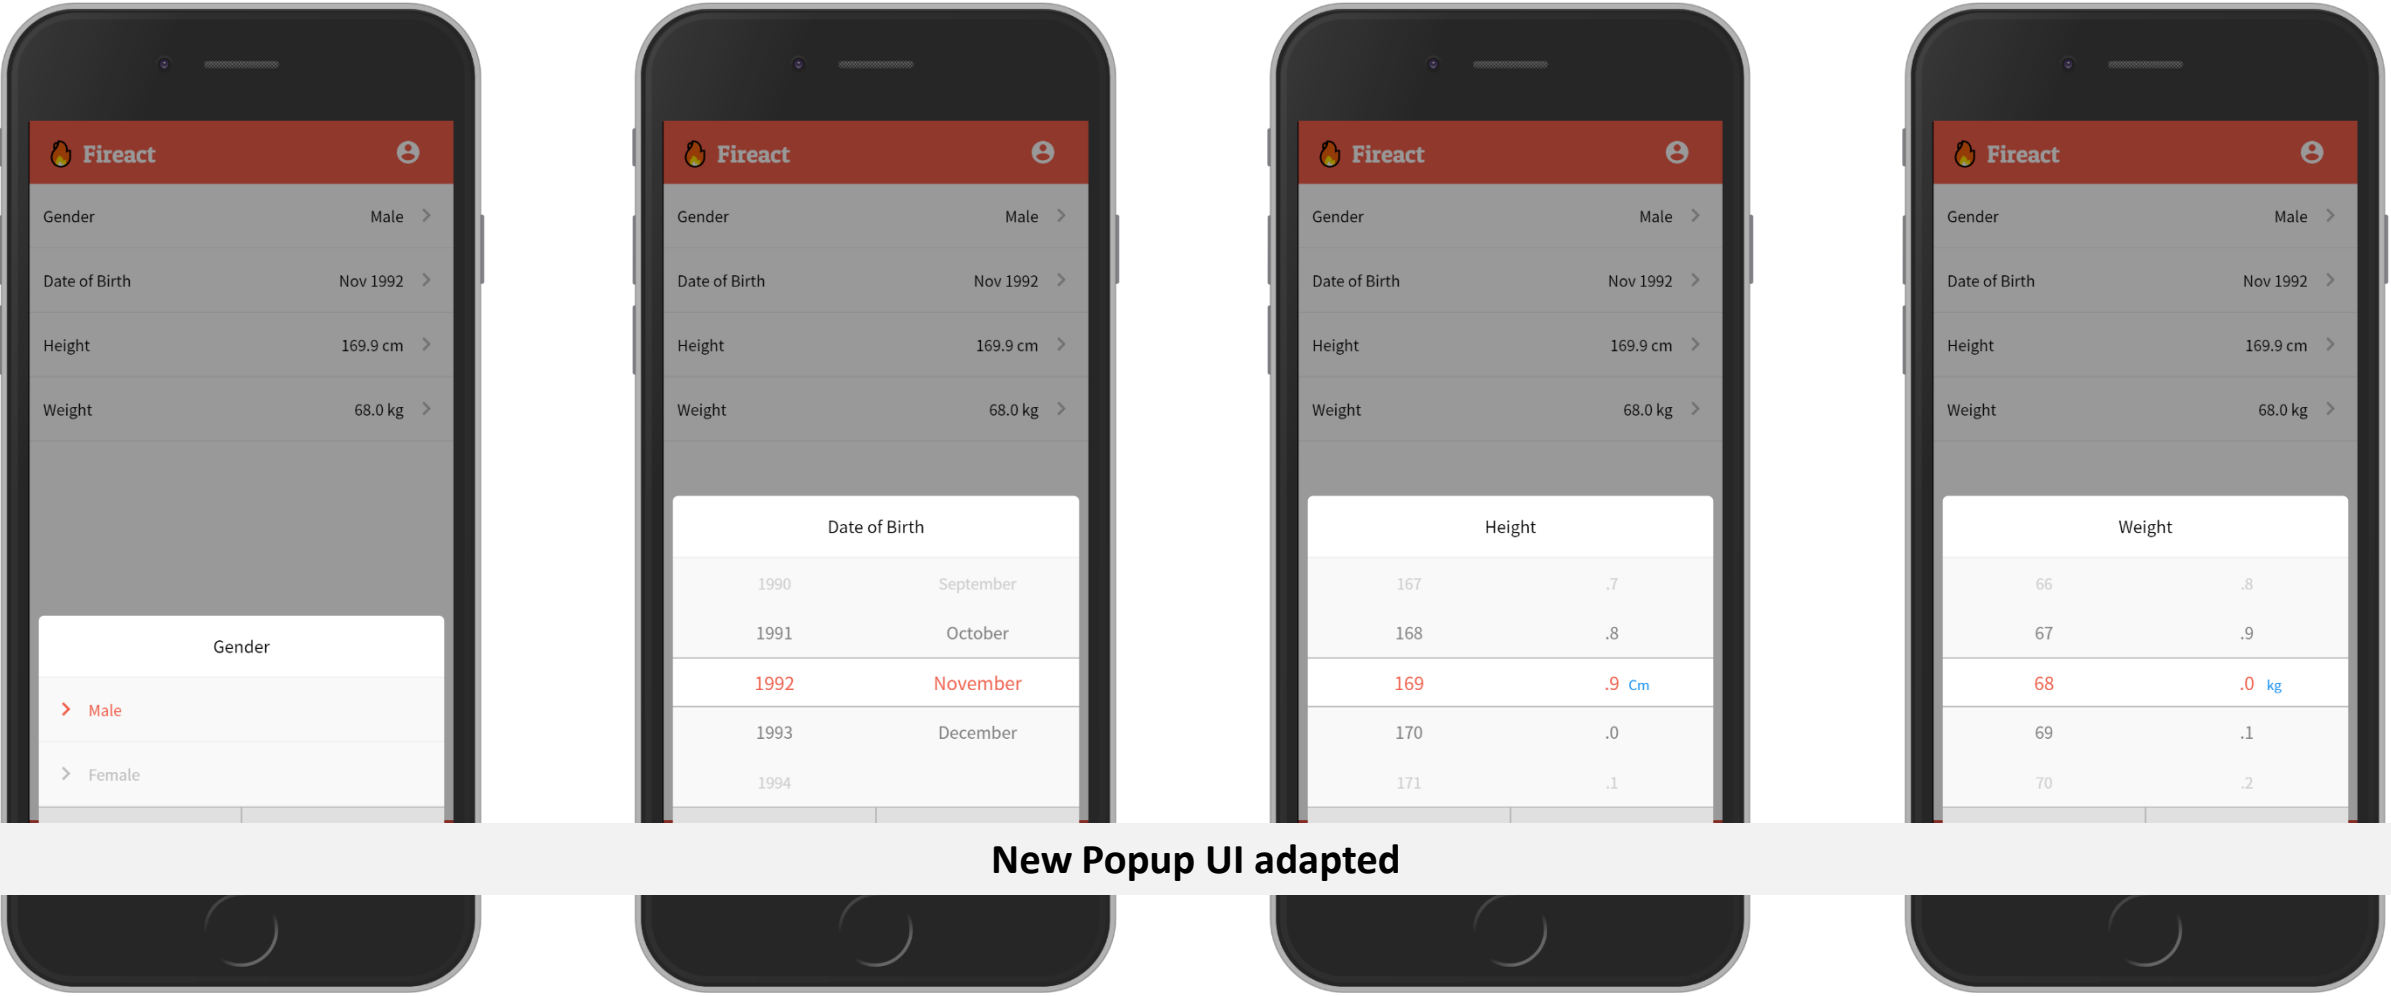 Fireact
Gender Male
Date of Birth Nov 1992
Height 169.9 cm
Weight 68.0 kg
Gender
Male
Female
Fireact
Gender Male
Date of Birth Nov 1992
Height 169.9 cm
Weight 68.0 kg
Date of Birth
1990 September
1991 October
1992 November
1993 December
1994
Fireact
Gender Male
Date of Birth Nov 1992
Height 169.9 cm
Weight 68.0 kg
Height
167 .7
168 .8
169 .9 Cm
170 .0
171 .1
Fireact
Gender Male
Date of Birth Nov 1992
Height 169.9 cm
Weight 68.0 kg
Weight
66 .8
67 .9
68 .0 kg
69 .1
70 .2
New Popup UI adapted